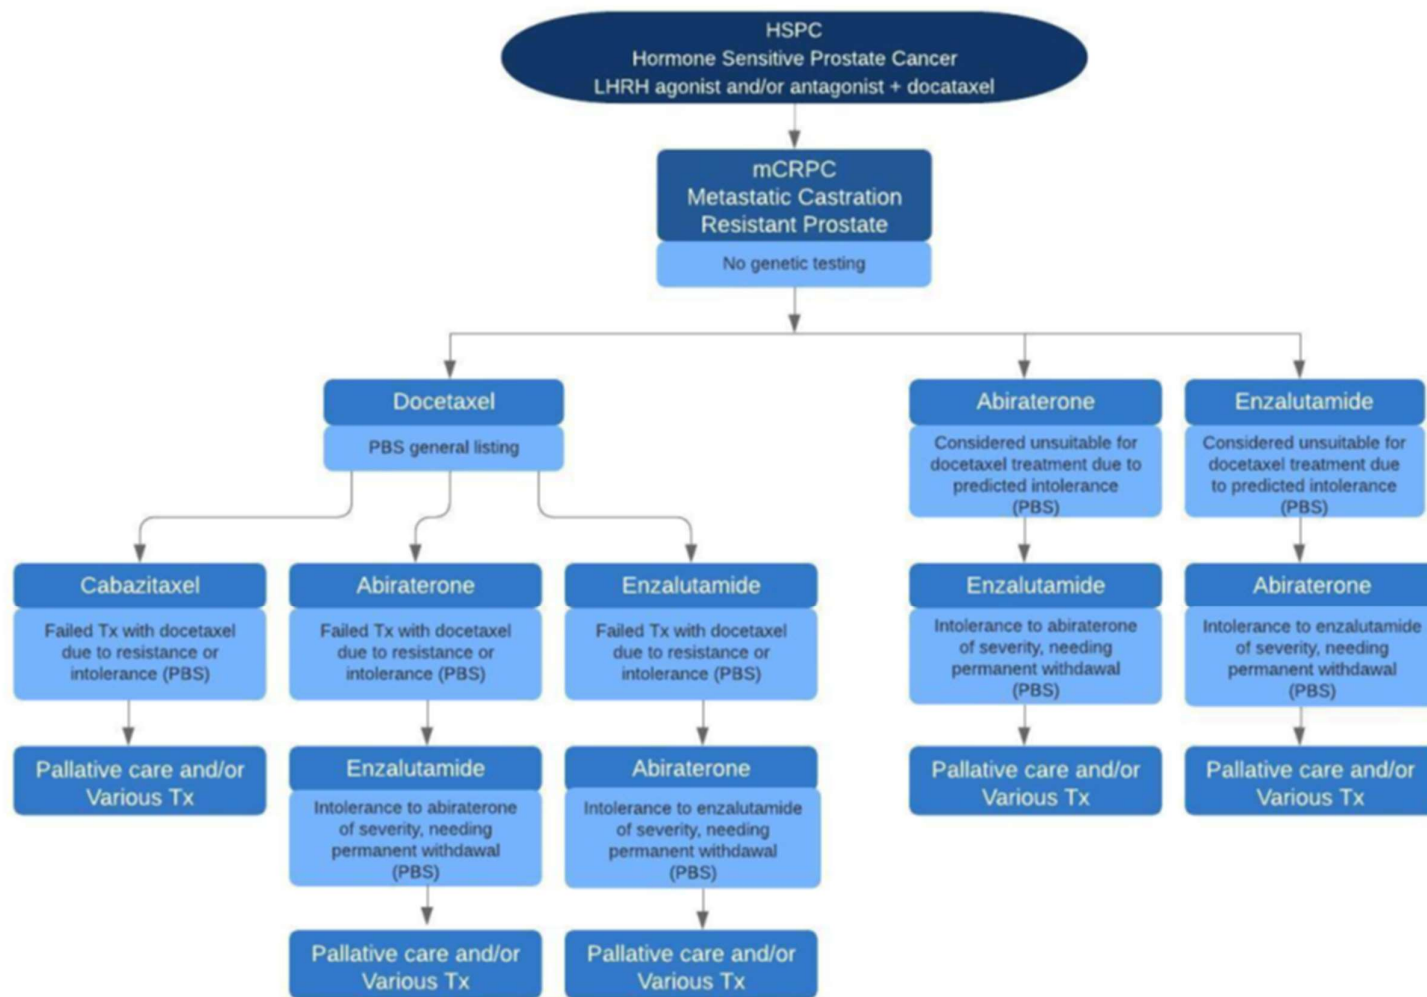 HSPC
Hormone Sensitive Prostate Cancer
LHRH agonist and/or antagonist + docataxel
mCRPC
Metastatic Castration
Resistant Prostate
No genetic testing
Docetaxel
PBS general listing
Abiraterone
Considered unsuitable for
docetaxel treatment due to
predicted intolerance
(PBS)
Enzalutamide
Considered unsuitable for
docetaxel treatment due
to predicted intolerance
(PBS)
Cabazitaxel
Failed Tx with docetaxel
due to resistance or
intolerance (PBS)
Abiraterone
Failed Tx with docetaxel
due to resistance or
intolerance (PBS)
Enzalutamide
Failed Tx with docetaxel
due to resistance or
intolerance (PBS)
Enzalutamide
Intolerance to abiraterone
of severity, needing
permanent withdawal
(PBS)
Abiraterone
Intolerance to enzalutamide
of severity, needing
permanent withdawal
(PBS)
Pallative care and/or
Various Tx
Enzalutamide
Intolerance to abiraterone
of severity, needing
permanent withdawal
(PBS)
Abiraterone
Intolerance to enzalutamide
of severity, needing
permanent withdawal
(PBS)
Pallative care and/or
Various Tx
Pallative care and/or
Various Tx
Pallative care and/or
Various Tx
Pallative care and/or
Various Tx